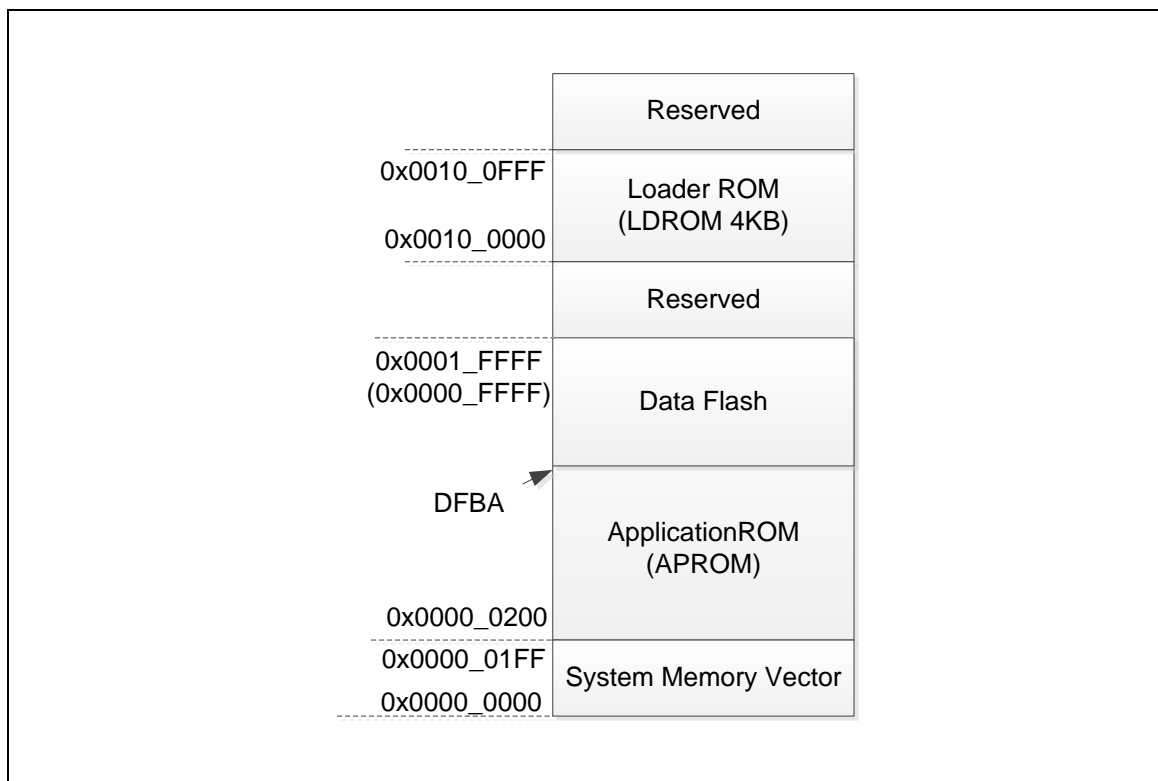 Reserved
0x0010_0FFF
Loader ROM
(LDROM 4KB)
0x0010_0000
Reserved
0x0001_FFFF
(0x0000_FFFF)
Data Flash
DFBA
ApplicationROM
(APROM)
0x0000_0200
0x0000_01FF
System Memory Vector
0x0000_0000